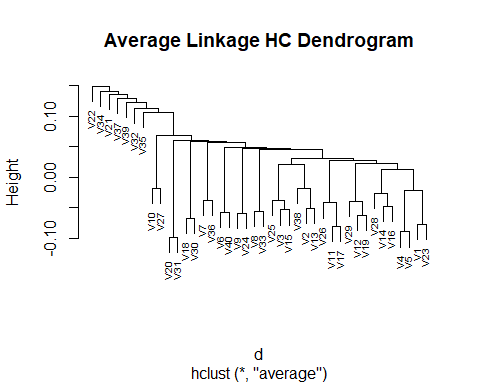 Average Linkage HC Dendrogram
Height
0.10
0.00
-0.10
V22
V34
V21
V37
V39
V32
V35
V10
V27
V20
V31
V18
V30
V7
V36
V6
V40
V9
V24
V8
V33
V25
V3
V15
V38
V2
V13
V26
V11
V17
V29
V12
V19
V28
V14
V16
V4
V5
V1
V23
d
hclust (*, "average")